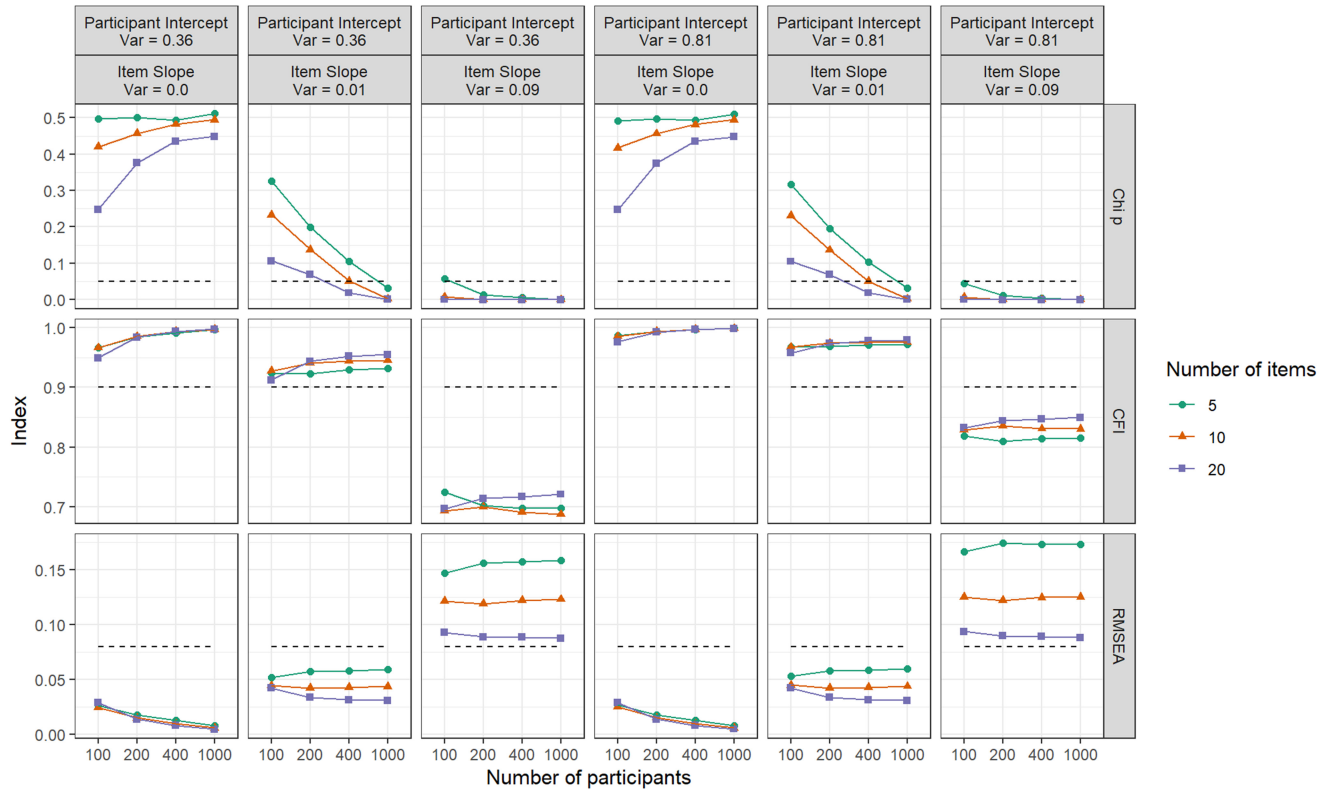 Participant Intercept
Var = 0.36
Participant Intercept
Var = 0.36
Participant Intercept
Var = 0.36
Participant Intercept
Var = 0.81
Participant Intercept
Var = 0.81
Participant Intercept
Var = 0.81
Item Slope
Var = 0.0
Item Slope
Var = 0.01
Item Slope
Var = 0.09
Item Slope
Var = 0.0
Item Slope
Var = 0.01
Item Slope
Var = 0.09
0.5
0.4
0.3
0.2
0.1
0.0
Chi p
1.0
0.9
0.8
0.7
CFI
0.15
0.10
0.05
0.00
RMSEA
Index
100 200 400 1000
100 200 400 1000
100 200 400 1000
100 200 400 1000
100 200 400 1000
100 200 400 1000
Number of participants
Number of items
5
10
20